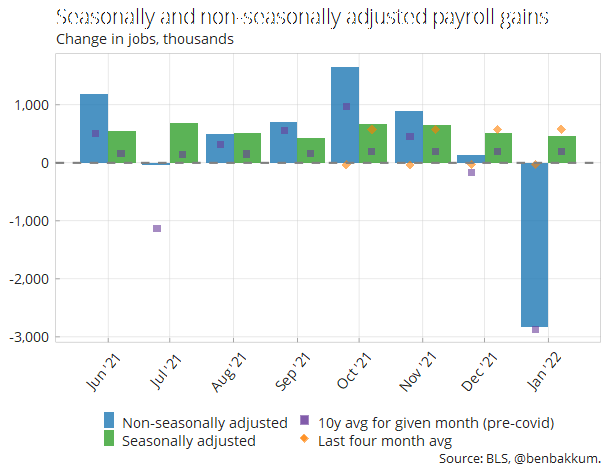 Seasonally and non-seasonally adjusted payroll gains
Change in jobs, thousands
1,000
0
-1,000
-2,000
-3,000
Jun '21
Jul '21
Aug '21
Sep '21
Oct '21
Nov '21
Dec '21
Jan '22
Non-seasonally adjusted
10y avg for given month (pre-covid)
Seasonally adjusted
Last four month avg
Source: BLS, @benbakkum.